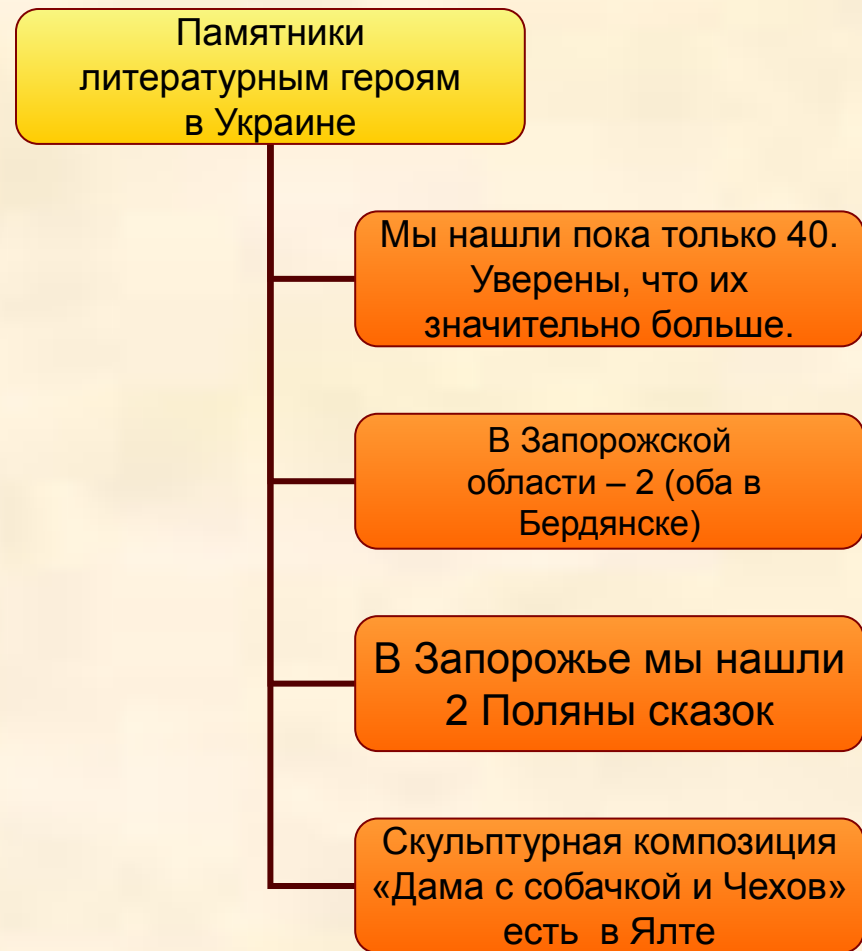 Памятники
литературным героям
в Украине
Мы нашли пока только 40.
Уверены, что их
значительно больше.
В Запорожской
области – 2 (оба в
Бердянске)
В Запорожье мы нашли
2 Поляны сказок
Скульптурная композиция
«Дама с собачкой и Чехов»
есть в Ялте